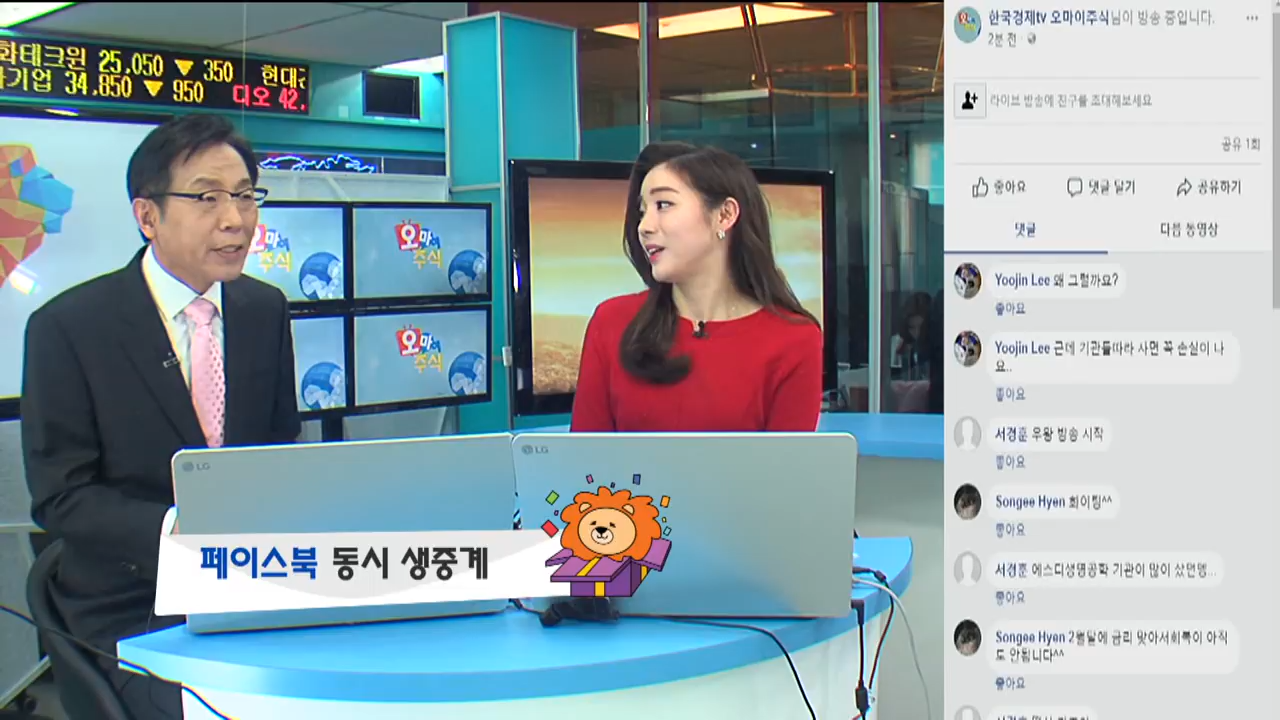 화테크윈 25,050 ▼ 350 현대
기업 34,850 ▼ 950 디오 42,
오마이
주식
오마이
주식
오마이
주식
LG
LG
페이스북 동시 생중계
한국경제tv 오마이주식님이 방송 중입니다.
2분 전
라이브 방송에 친구를 초대해보세요
공유 1회
좋아요 댓글 달기 공유하기
댓글 다음 동영상
Yoojin Lee 왜 그럴까요?
좋아요
Yoojin Lee 근데 기관들따라 사면 꼭 손실이 나
요..
좋아요
서경훈 우왕 방송 시작
좋아요
Songee Hyen 화이팅^^
좋아요
서경훈 에스디생명공학 기관이 많이 샀던뎅...
좋아요
Songee Hyen 2월달에 금리 맞아서회복이 아직
도 안됩니다^^
좋아요